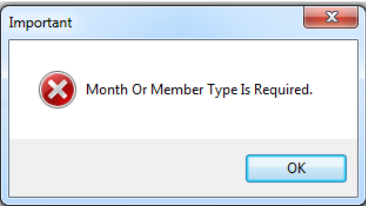 Important
Month Or Member Type Is Required.
OK